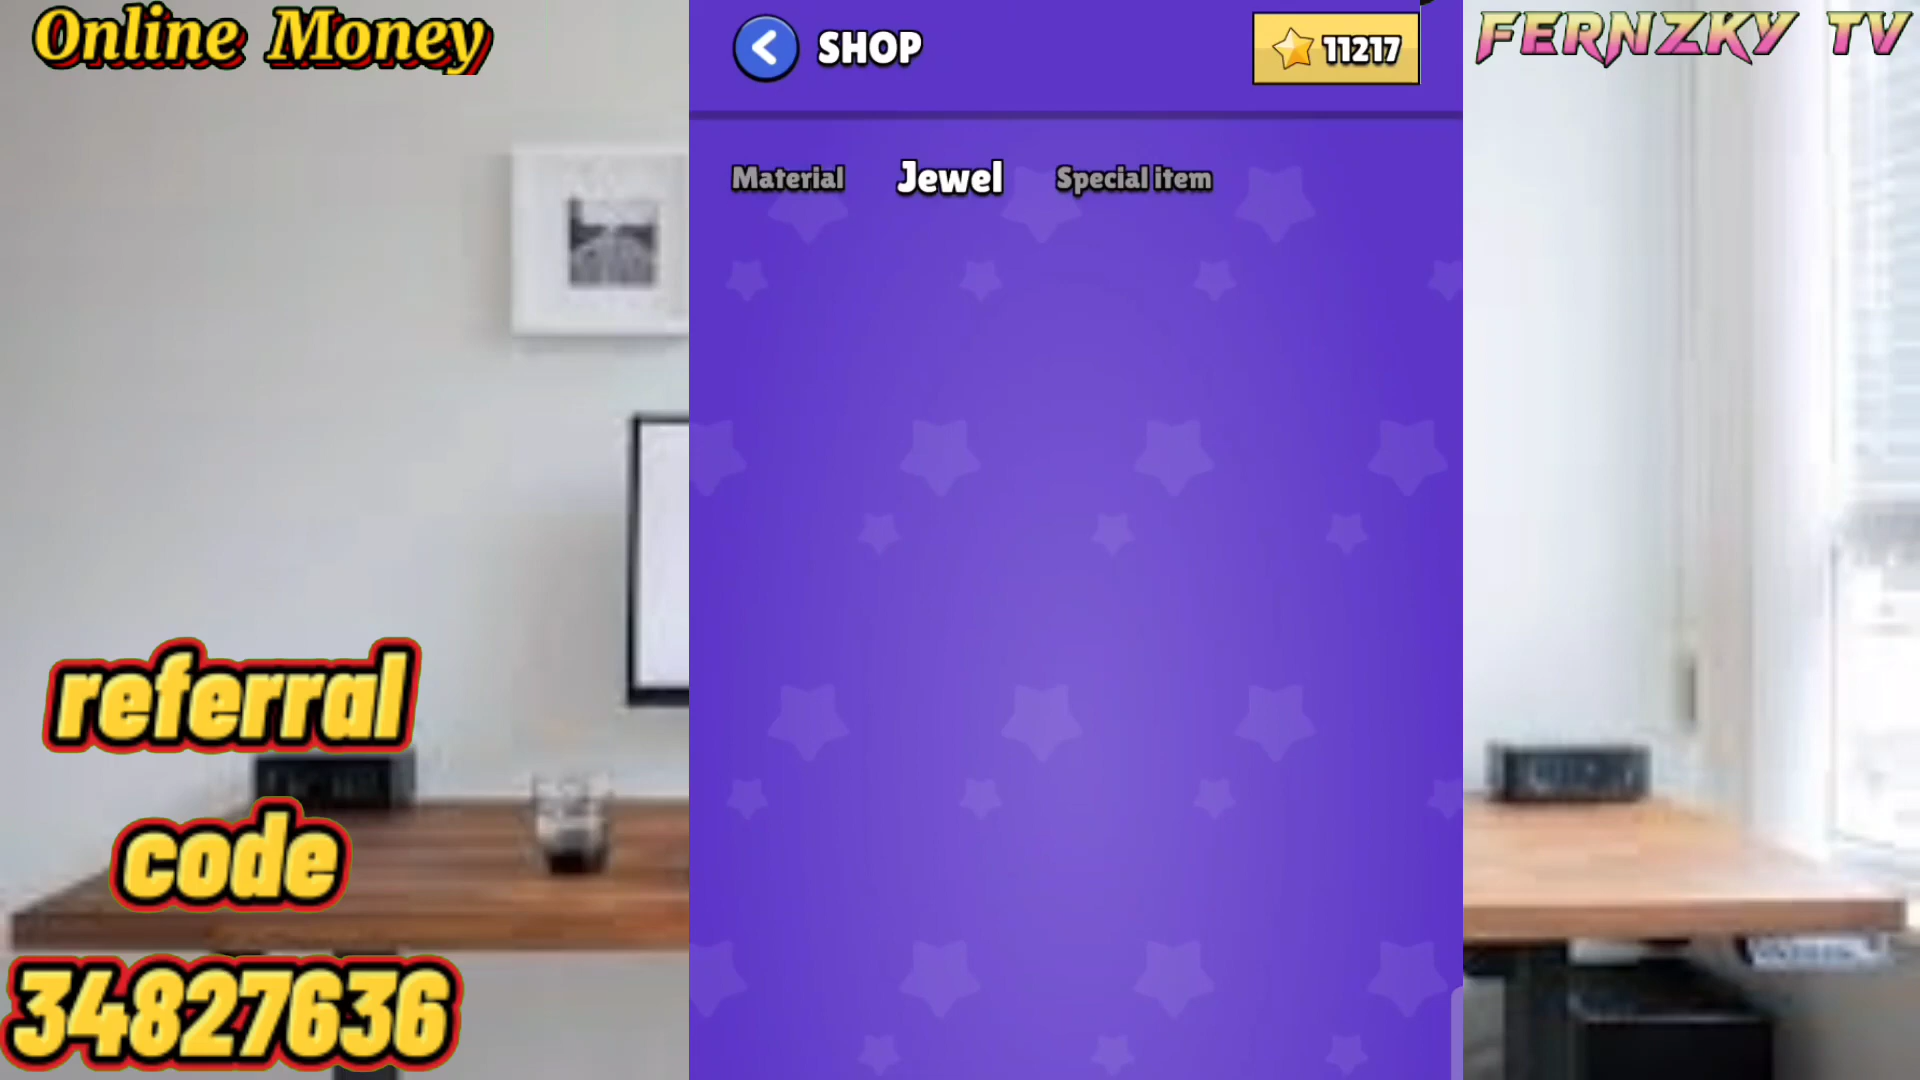 Online Money
SHOP
11217
FERNZKY TV
Material
Jewel
Special item
referral
code
34827636